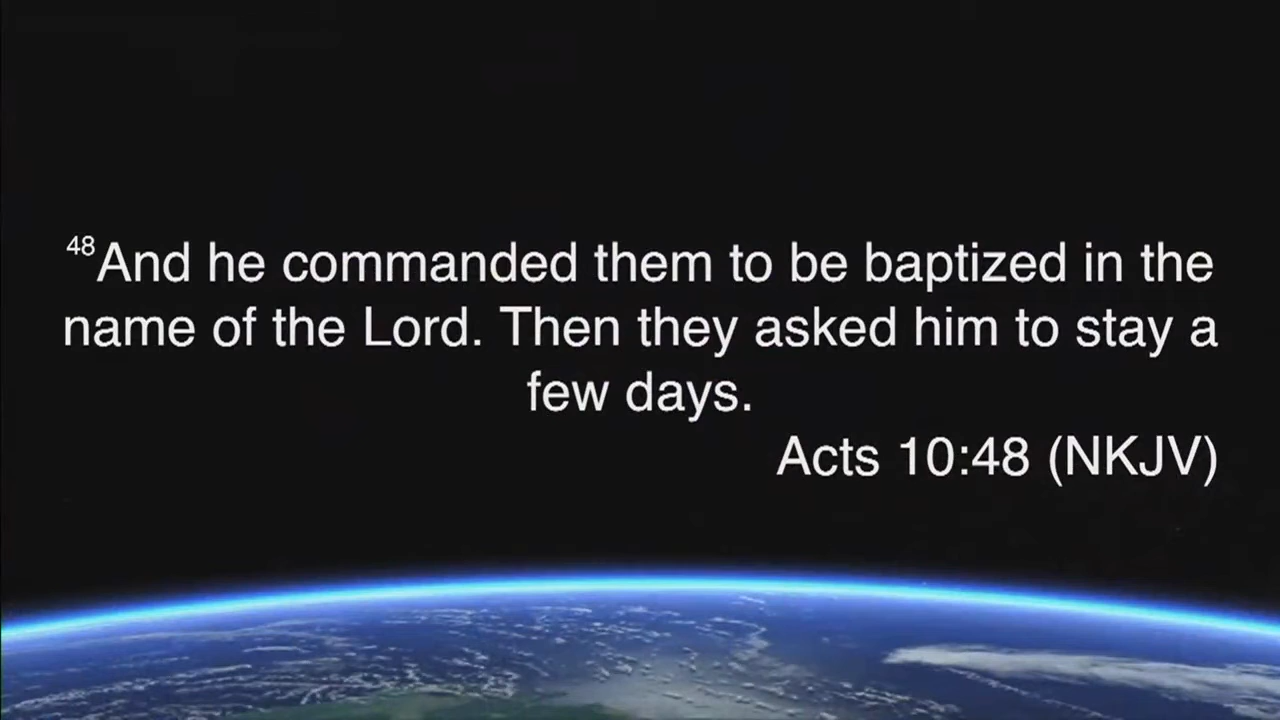 48And he commanded them to be baptized in the
name of the Lord. Then they asked him to stay a
few days.
Acts 10:48 (NKJV)